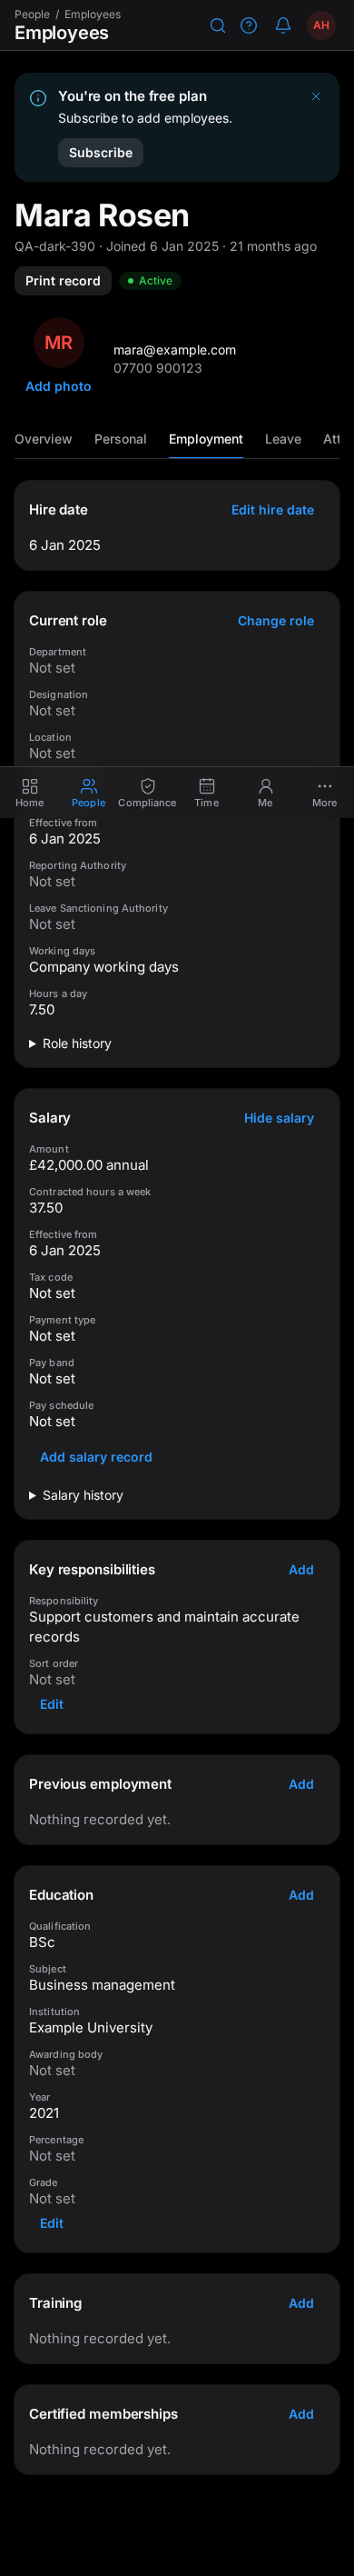 People / Employees
Employees
AH
You're on the free plan
Subscribe to add employees.
Subscribe
Mara Rosen
QA-dark-390 · Joined 6 Jan 2025 · 21 months ago
Print record
Active
MR
Add photo
mara@example.com
07700 900123
Overview Personal Employment Leave Att
Hire date Edit hire date
6 Jan 2025
Current role Change role
Department
Not set
Designation
Not set
Location
Not set
Home People Compliance Time Me More
Effective from
6 Jan 2025
Reporting Authority
Not set
Leave Sanctioning Authority
Not set
Working days
Company working days
Hours a day
7.50
Role history
Salary Hide salary
Amount
£42,000.00 annual
Contracted hours a week
37.50
Effective from
6 Jan 2025
Tax code
Not set
Payment type
Not set
Pay band
Not set
Pay schedule
Not set
Add salary record
Salary history
Key responsibilities Add
Responsibility
Support customers and maintain accurate
records
Sort order
Not set
Edit
Previous employment Add
Nothing recorded yet.
Education Add
Qualification
BSc
Subject
Business management
Institution
Example University
Awarding body
Not set
Year
2021
Percentage
Not set
Grade
Not set
Edit
Training Add
Nothing recorded yet.
Certified memberships Add
Nothing recorded yet.